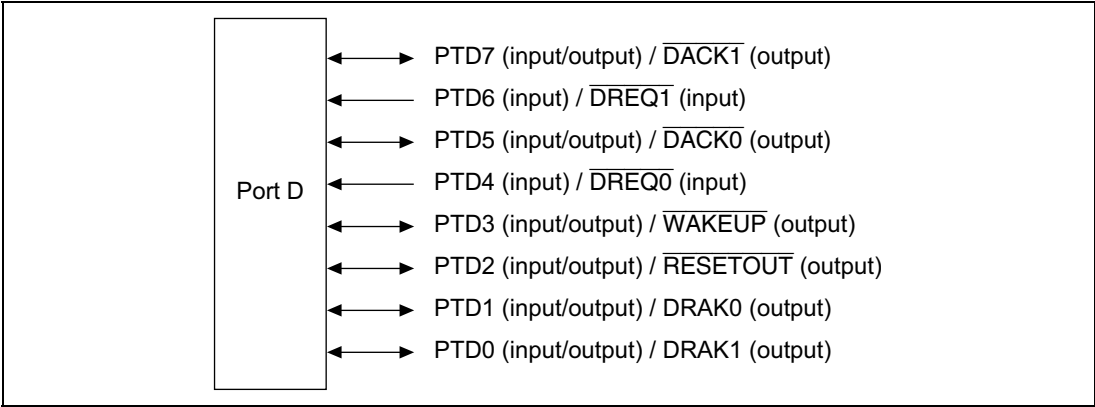 PTD7 (input/output) / DACK1 (output)
PTD6 (input) / DREQ1 (input)
PTD5 (input/output) / DACK0 (output)
PTD4 (input) / DREQ0 (input)
Port D
PTD3 (input/output) / WAKEUP (output)
PTD2 (input/output) / RESETOUT (output)
PTD1 (input/output) / DRAK0 (output)
PTD0 (input/output) / DRAK1 (output)